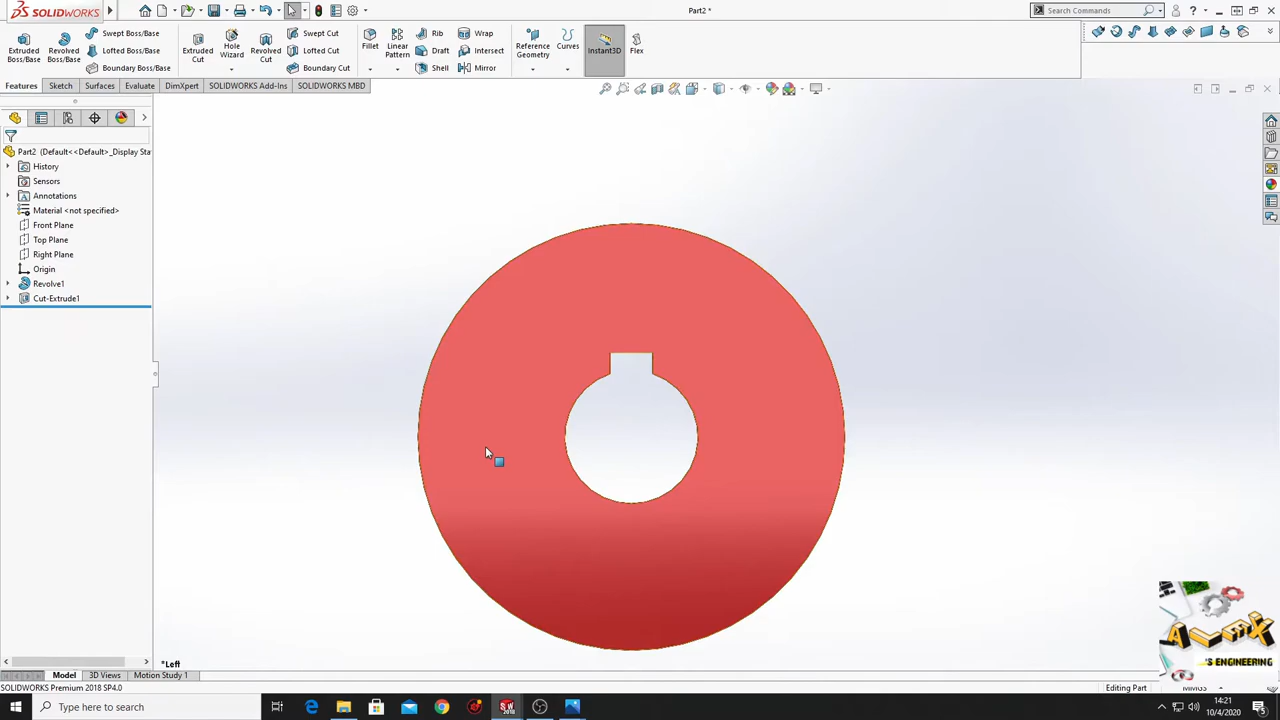 SOLIDWORKS
Part2 *
Search Commands
Extruded Boss/Base
Revolved Boss/Base
Swept Boss/Base
Lofted Boss/Base
Boundary Boss/Base
Extruded Cut
Hole Wizard
Revolved Cut
Swept Cut
Lofted Cut
Boundary Cut
Fillet
Linear Pattern
Rib
Draft
Shell
Wrap
Intersect
Mirror
Reference Geometry
Curves
Instant3D
Flex
Features
Sketch
Surfaces
Evaluate
DimXpert
SOLIDWORKS Add-Ins
SOLIDWORKS MBD
Part2 (Default<<Default>_Display Sta
History
Sensors
Annotations
Material <not specified>
Front Plane
Top Plane
Right Plane
Origin
Revolve1
Cut-Extrude1
*Left
Model
3D Views
Motion Study 1
SOLIDWORKS Premium 2018 SP4.0
Editing Part
'S ENGINEERING
Type here to search
14:21
10/4/2020